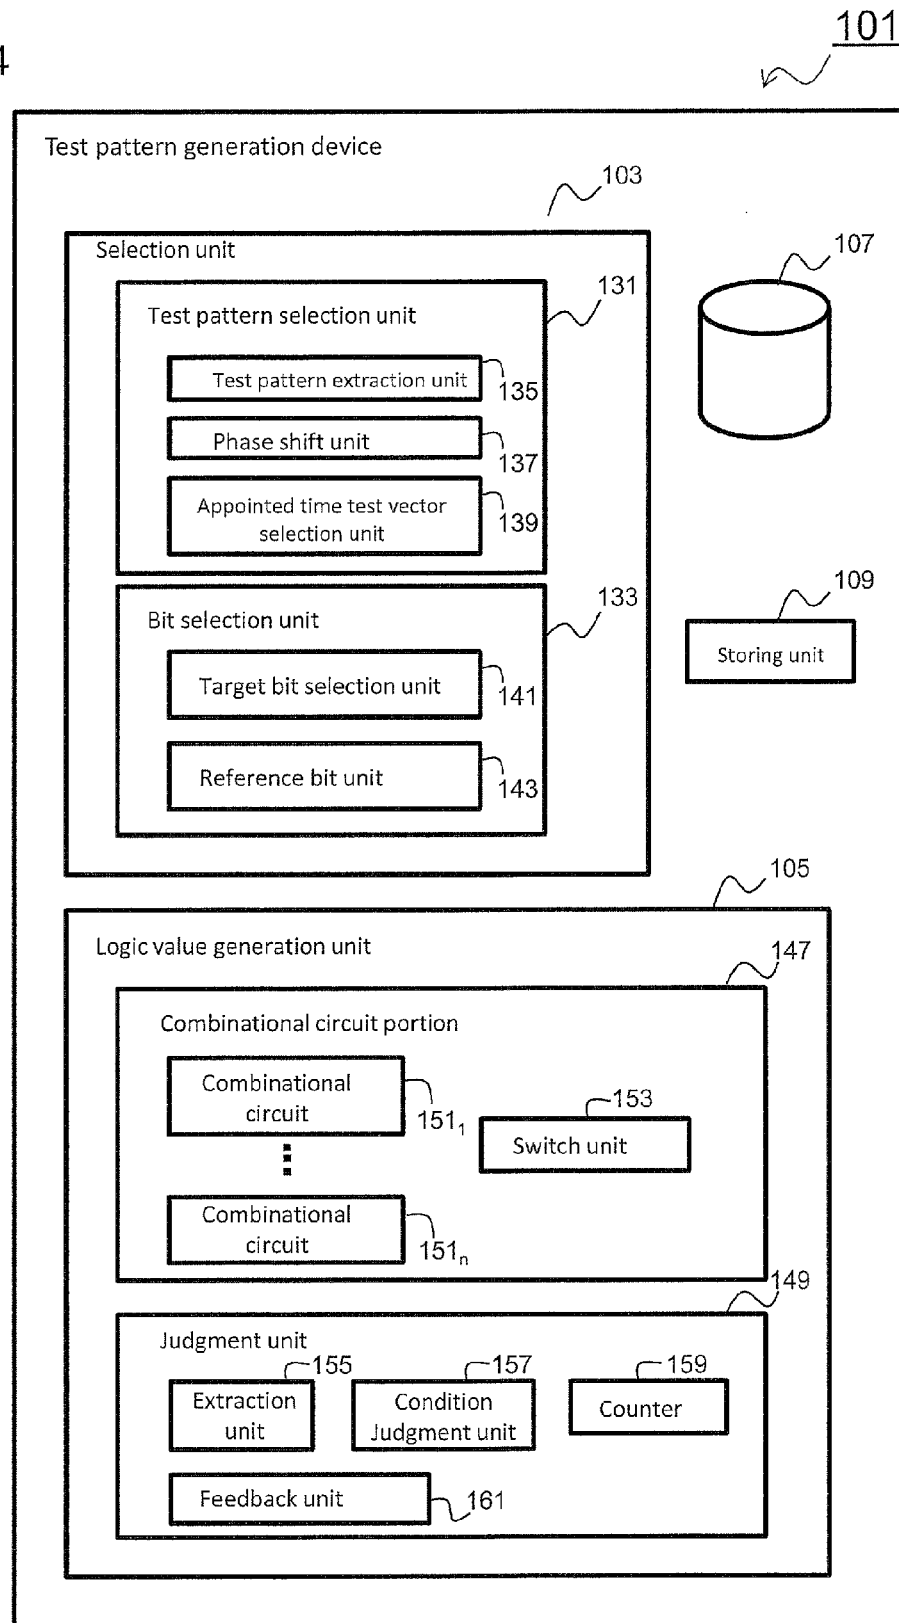 4
101
Test pattern generation device
103
Selection unit
107
131
Test pattern selection unit
Test pattern extraction unit
135
Phase shift unit
137
Appointed time test vector
selection unit
139
133
Bit selection unit
109
Storing unit
Target bit selection unit
141
Reference bit unit
143
105
Logic value generation unit
147
Combinational circuit portion
Combinational
circuit
151₁
153
Switch unit
Combinational
circuit
151ₙ
149
Judgment unit
155
Extraction
unit
157
Condition
Judgment unit
159
Counter
Feedback unit
161